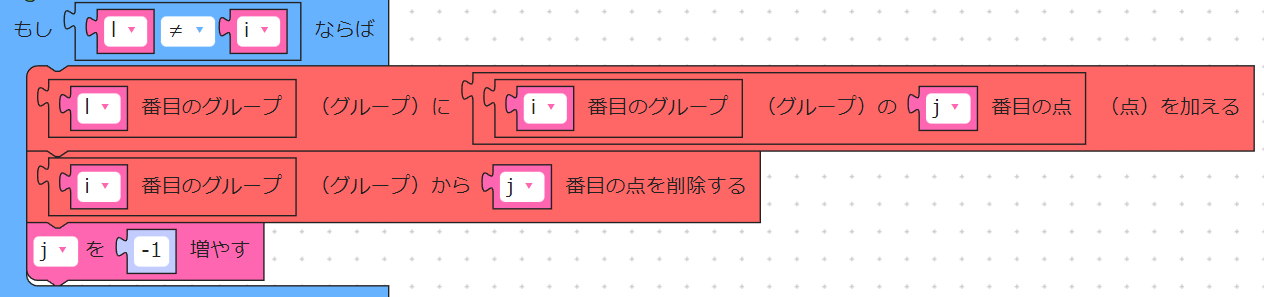 もし l ≠ i ならば
l 番目のグループ （グループ）に i 番目のグループ （グループ）の j 番目の点 （点）を加える
i 番目のグループ （グループ）から j 番目の点を削除する
j を -1 増やす